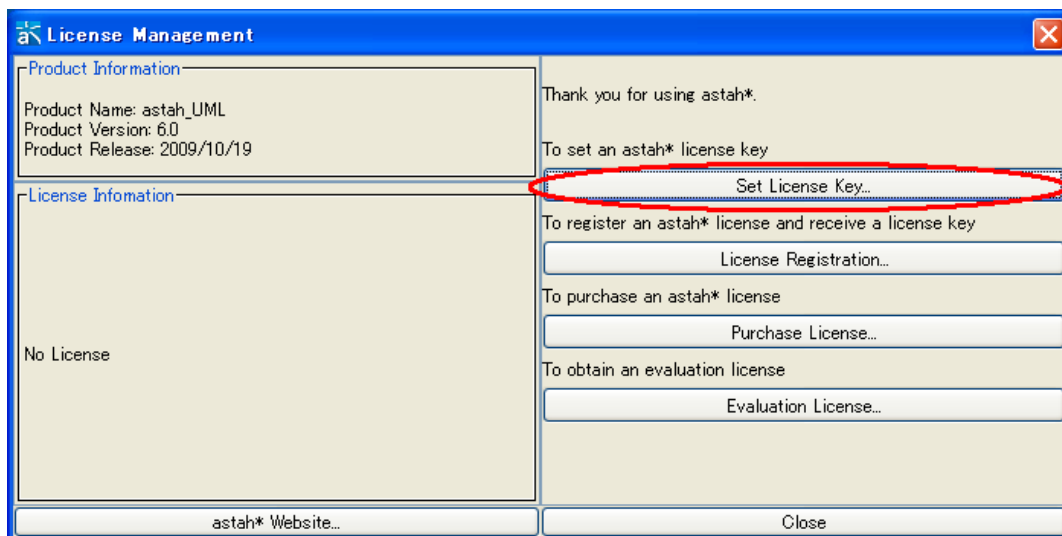 License Management
Product Information
Product Name: astah_UML
Product Version: 6.0
Product Release: 2009/10/19
License Infomation
No License
Thank you for using astah*.
To set an astah* license key
Set License Key...
To register an astah* license and receive a license key
License Registration...
To purchase an astah* license
Purchase License...
To obtain an evaluation license
Evaluation License...
astah* Website...
Close